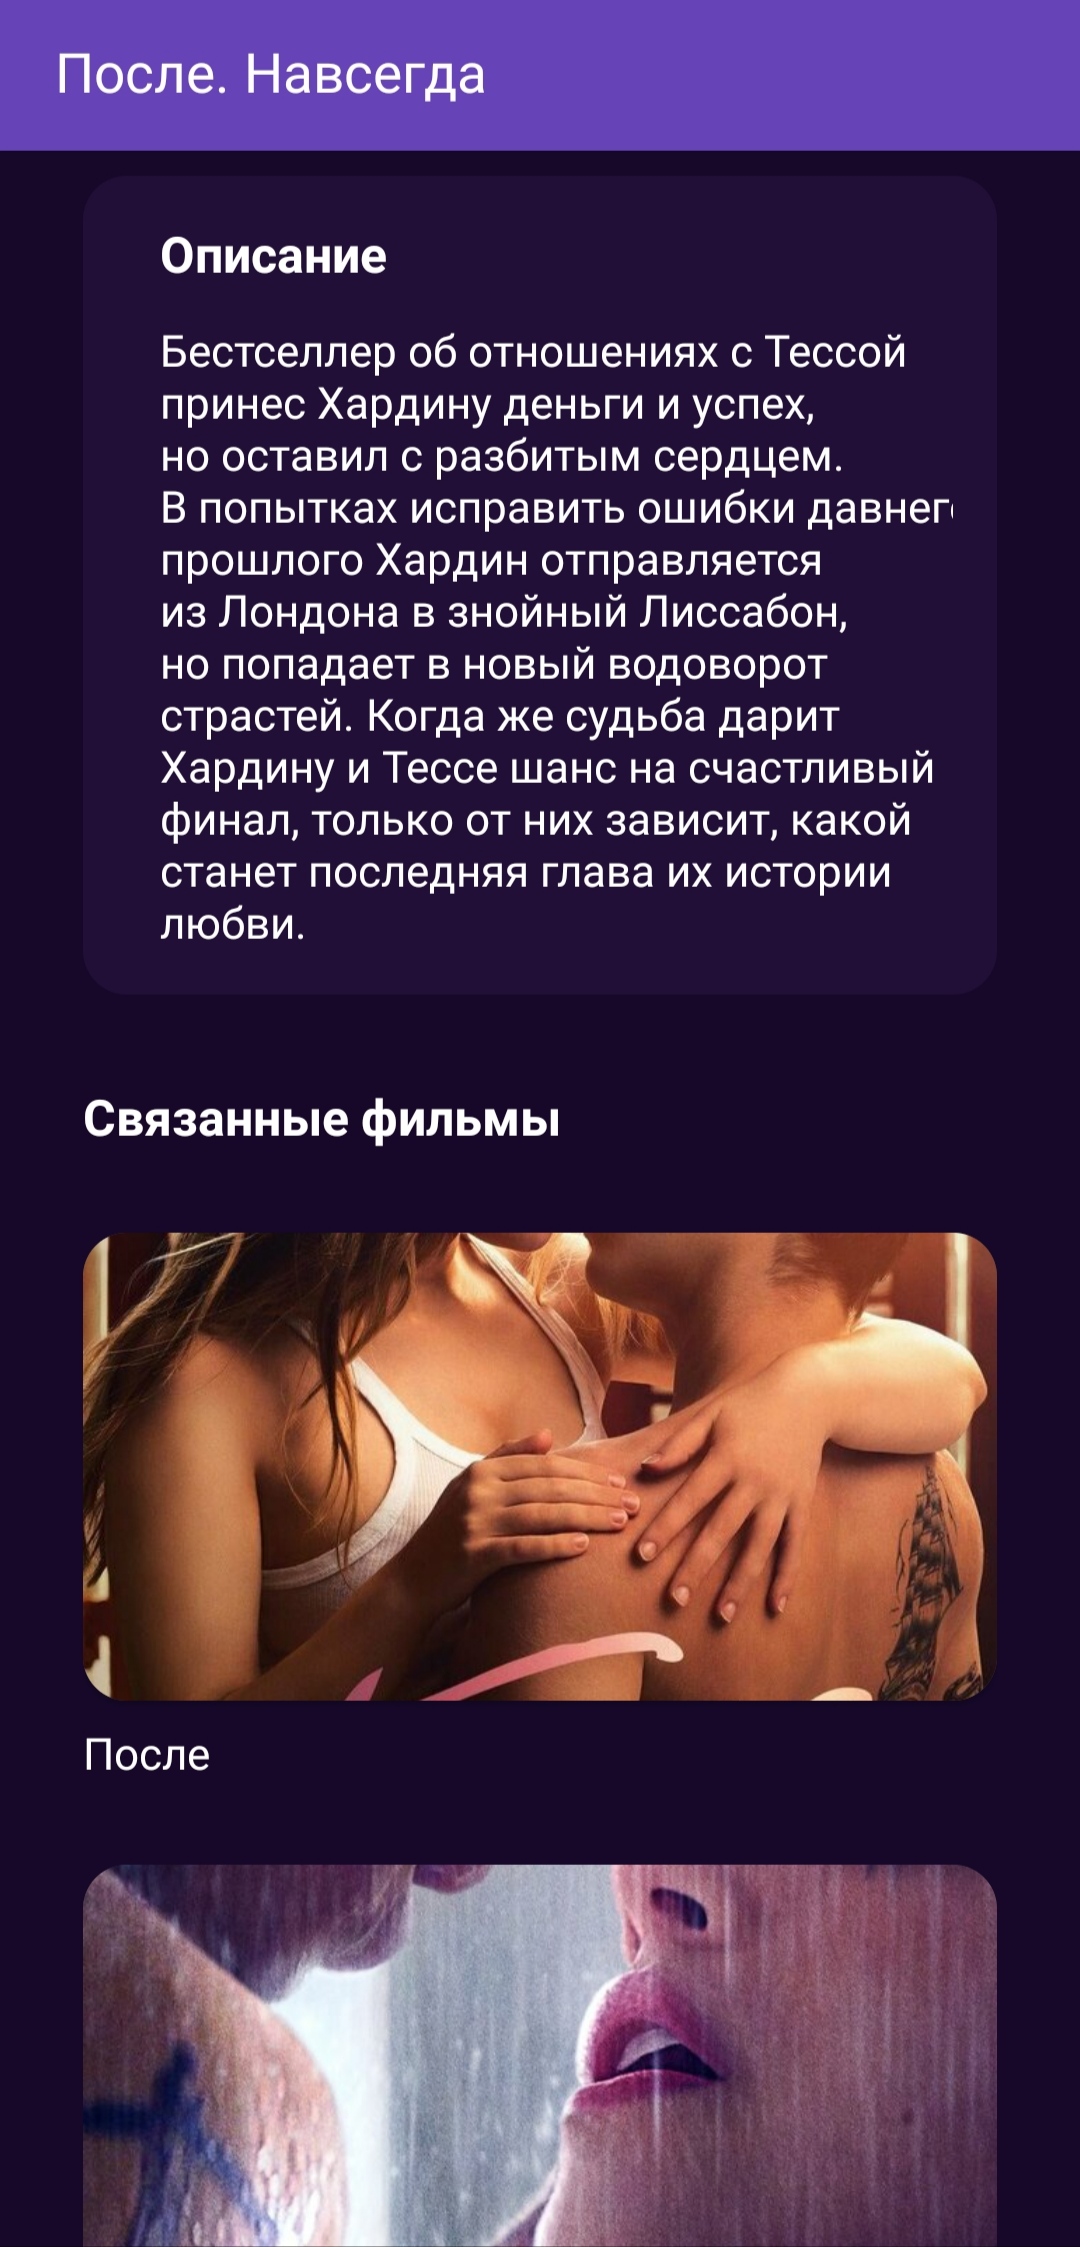 После. Навсегда
Описание
Бестселлер об отношениях с Тессой
принес Хардину деньги и успех,
но оставил с разбитым сердцем.
В попытках исправить ошибки давнег
прошлого Хардин отправляется
из Лондона в знойный Лиссабон,
но попадает в новый водоворот
страстей. Когда же судьба дарит
Хардину и Тессе шанс на счастливый
финал, только от них зависит, какой
станет последняя глава их истории
любви.
Связанные фильмы
После